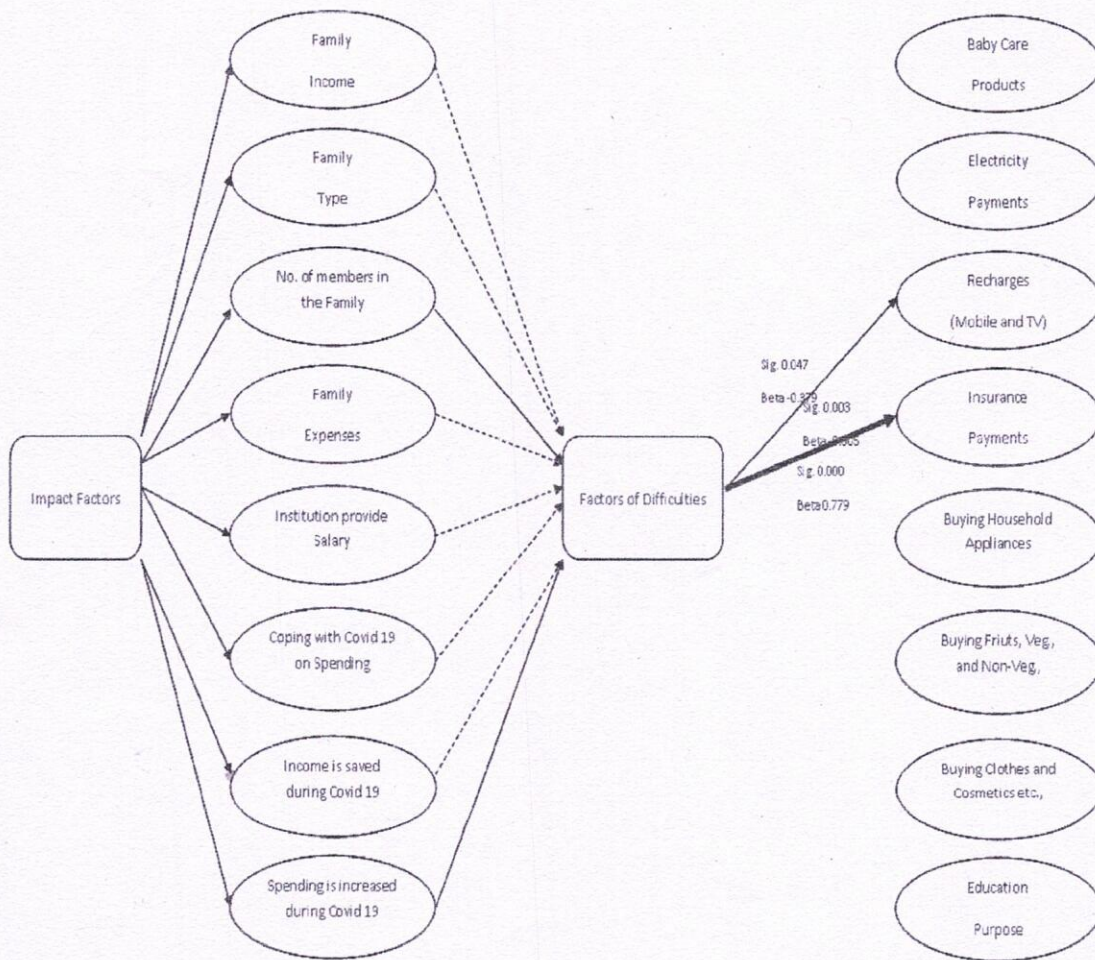 Family
Income
Family
Type
No. of members in
the Family
Family
Expenses
Institution provide
Salary
Coping with Covid 19
on Spending
Income is saved
during Covid 19
Spending is increased
during Covid 19
Impact Factors
Factors of Difficulties
Sig. 0.047
Beta -0.379
Sig. 0.003
Beta
Sig. 0.000
Beta 0.779
Baby Care
Products
Electricity
Payments
Recharges
(Mobile and TV)
Insurance
Payments
Buying Household
Appliances
Buying Friuts, Veg.,
and Non-Veg.,
Buying Clothes and
Cosmetics etc.,
Education
Purpose